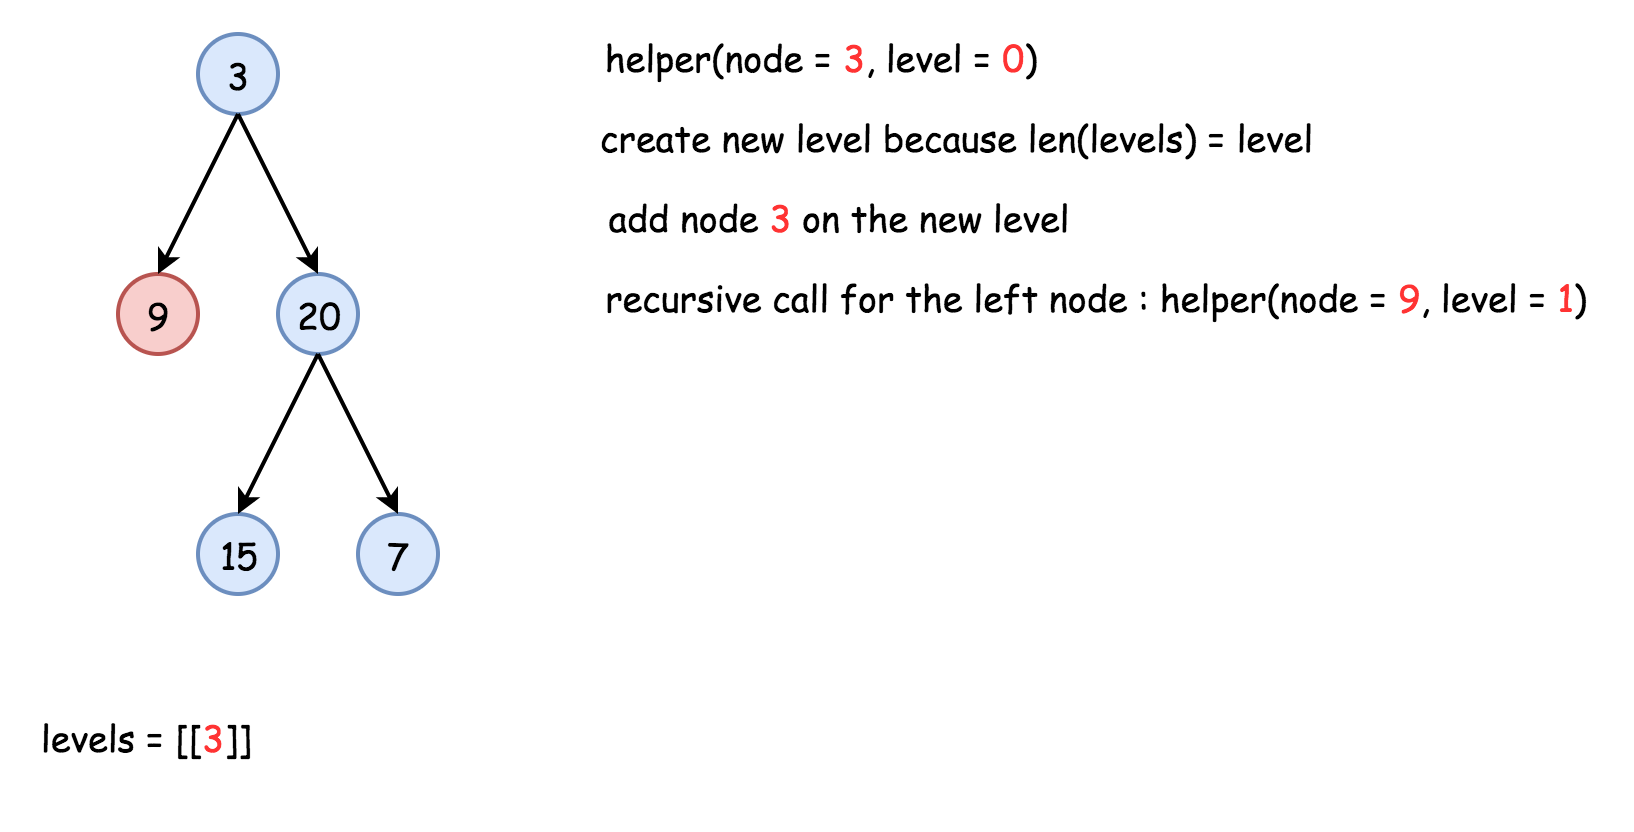 3
9
20
15
7
helper(node = 3, level = 0)
create new level because len(levels) = level
add node 3 on the new level
recursive call for the left node : helper(node = 9, level = 1)
levels = [[3]]